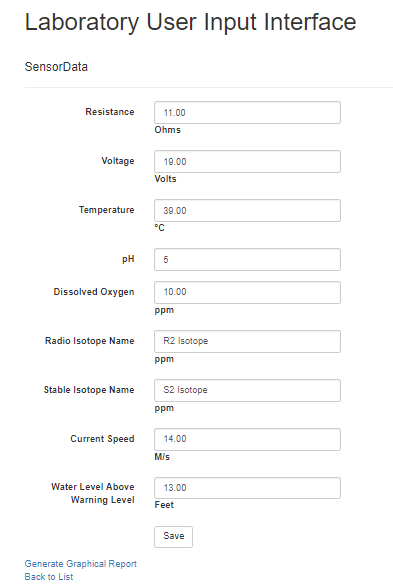 Laboratory User Input Interface
SensorData
Resistance 11.00
Ohms
Voltage 19.00
Volts
Temperature 39.00
°C
pH 5
Dissolved Oxygen 10.00
ppm
Radio Isotope Name R2 Isotope
ppm
Stable Isotope Name S2 Isotope
ppm
Current Speed 14.00
M/s
Water Level Above 13.00
Warning Level
Feet
Save
Generate Graphical Report
Back to List